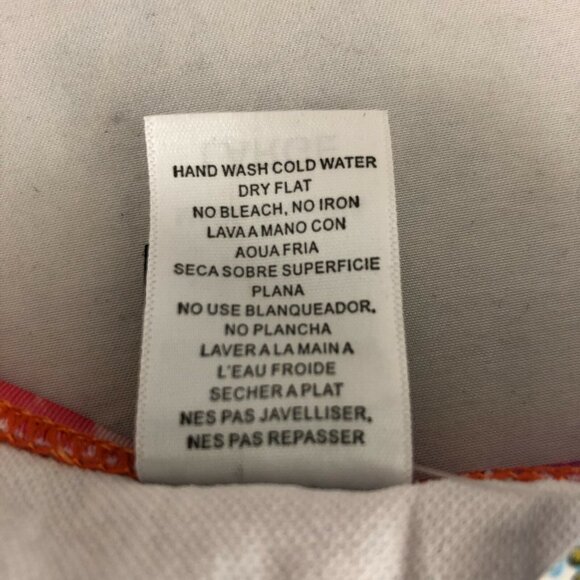 HAND WASH COLD WATER
DRY FLAT
NO BLEACH, NO IRON
LAVA A MANO CON
AOUA FRIA
SECA SOBRE SUPERFICIE
PLANA
NO USE BLANQUEADOR.
NO PLANCHA
LAVER A LA MAIN A
L'EAU FROIDE
SECHER A PLAT
NES PAS JAVELLISER,
NES PAS REPASSER